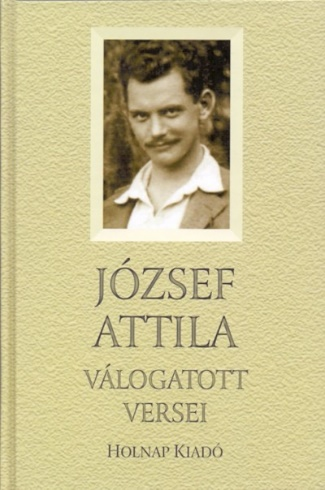 JÓZSEF
ATTILA
VÁLOGATOTT
VERSEI
HOLNAP KIADÓ